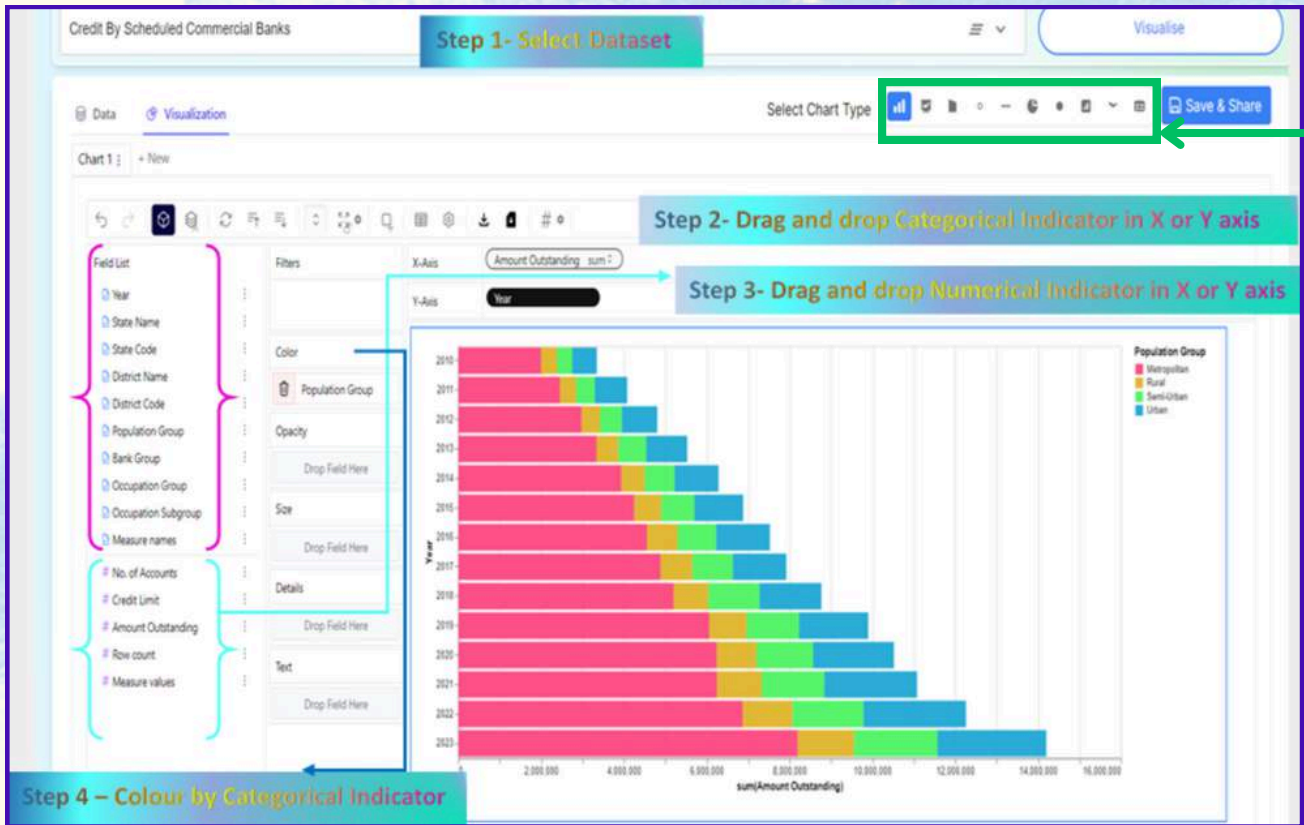 Credit By Scheduled Commercial Banks
Step 1- Select Dataset
Visualise
Data
Visualization
Select Chart Type
Save & Share
Chart 1
+ New
Step 2- Drag and drop Categorical Indicator in X or Y axis
Field List
Filters
X-Axis
Amount Outstanding sum
Step 3- Drag and drop Numerical Indicator in X or Y axis
Y-Axis
Year
Year
State Name
State Code
District Name
District Code
Population Group
Bank Group
Occupation Group
Occupation Subgroup
Measure names
# No. of Accounts
# Credit Limit
# Amount Outstanding
# Row count
# Measure values
Color
Population Group
Opacity
Drop Field Here
Size
Drop Field Here
Details
Drop Field Here
Text
Drop Field Here
Population Group
Metropolitan
Rural
Semi-Urban
Urban
Year
2010
2011
2012
2013
2014
2015
2016
2017
2018
2019
2020
2021
2022
2023
0 2,000,000 4,000,000 6,000,000 8,000,000 10,000,000 12,000,000 14,000,000 16,000,000
sum(Amount Outstanding)
Step 4 – Colour by Categorical Indicator